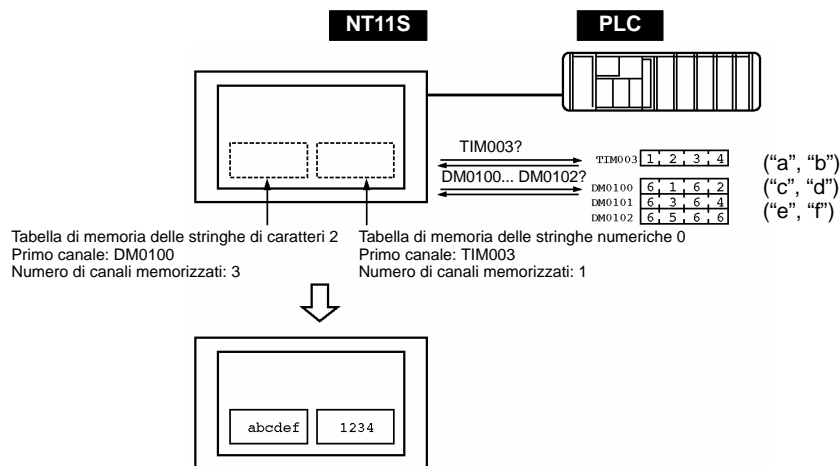 NT11S
PLC
TIM003?
TIM003 1 2 3 4 (“a”, “b”)
DM0100... DM0102?
DM0100 6 1 6 2 (“c”, “d”)
DM0101 6 3 6 4 (“e”, “f”)
DM0102 6 5 6 6
Tabella di memoria delle stringhe di caratteri 2
Primo canale: DM0100
Numero di canali memorizzati: 3
Tabella di memoria delle stringhe numeriche 0
Primo canale: TIM003
Numero di canali memorizzati: 1
abcdef
1234